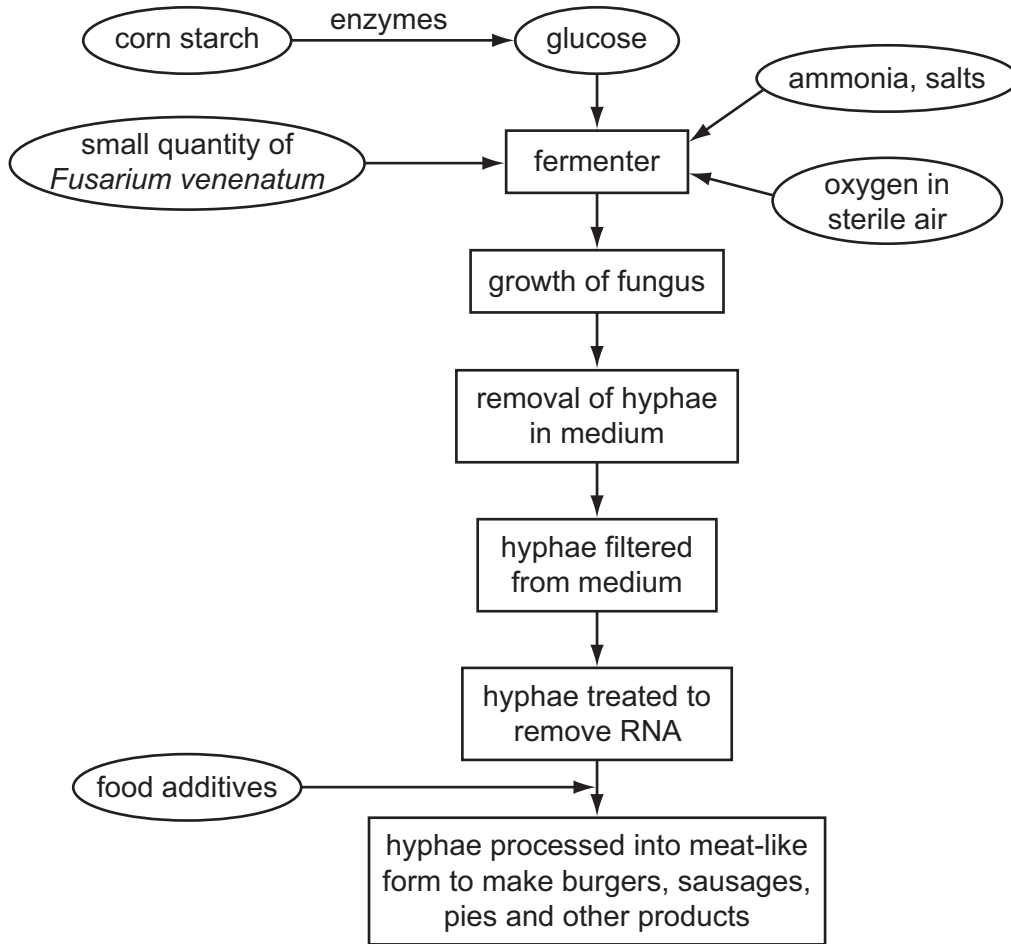 corn starch
enzymes
glucose
ammonia, salts
small quantity of
Fusarium venenatum
fermenter
oxygen in
sterile air
growth of fungus
removal of hyphae
in medium
hyphae filtered
from medium
hyphae treated to
remove RNA
food additives
hyphae processed into meat-like
form to make burgers, sausages,
pies and other products